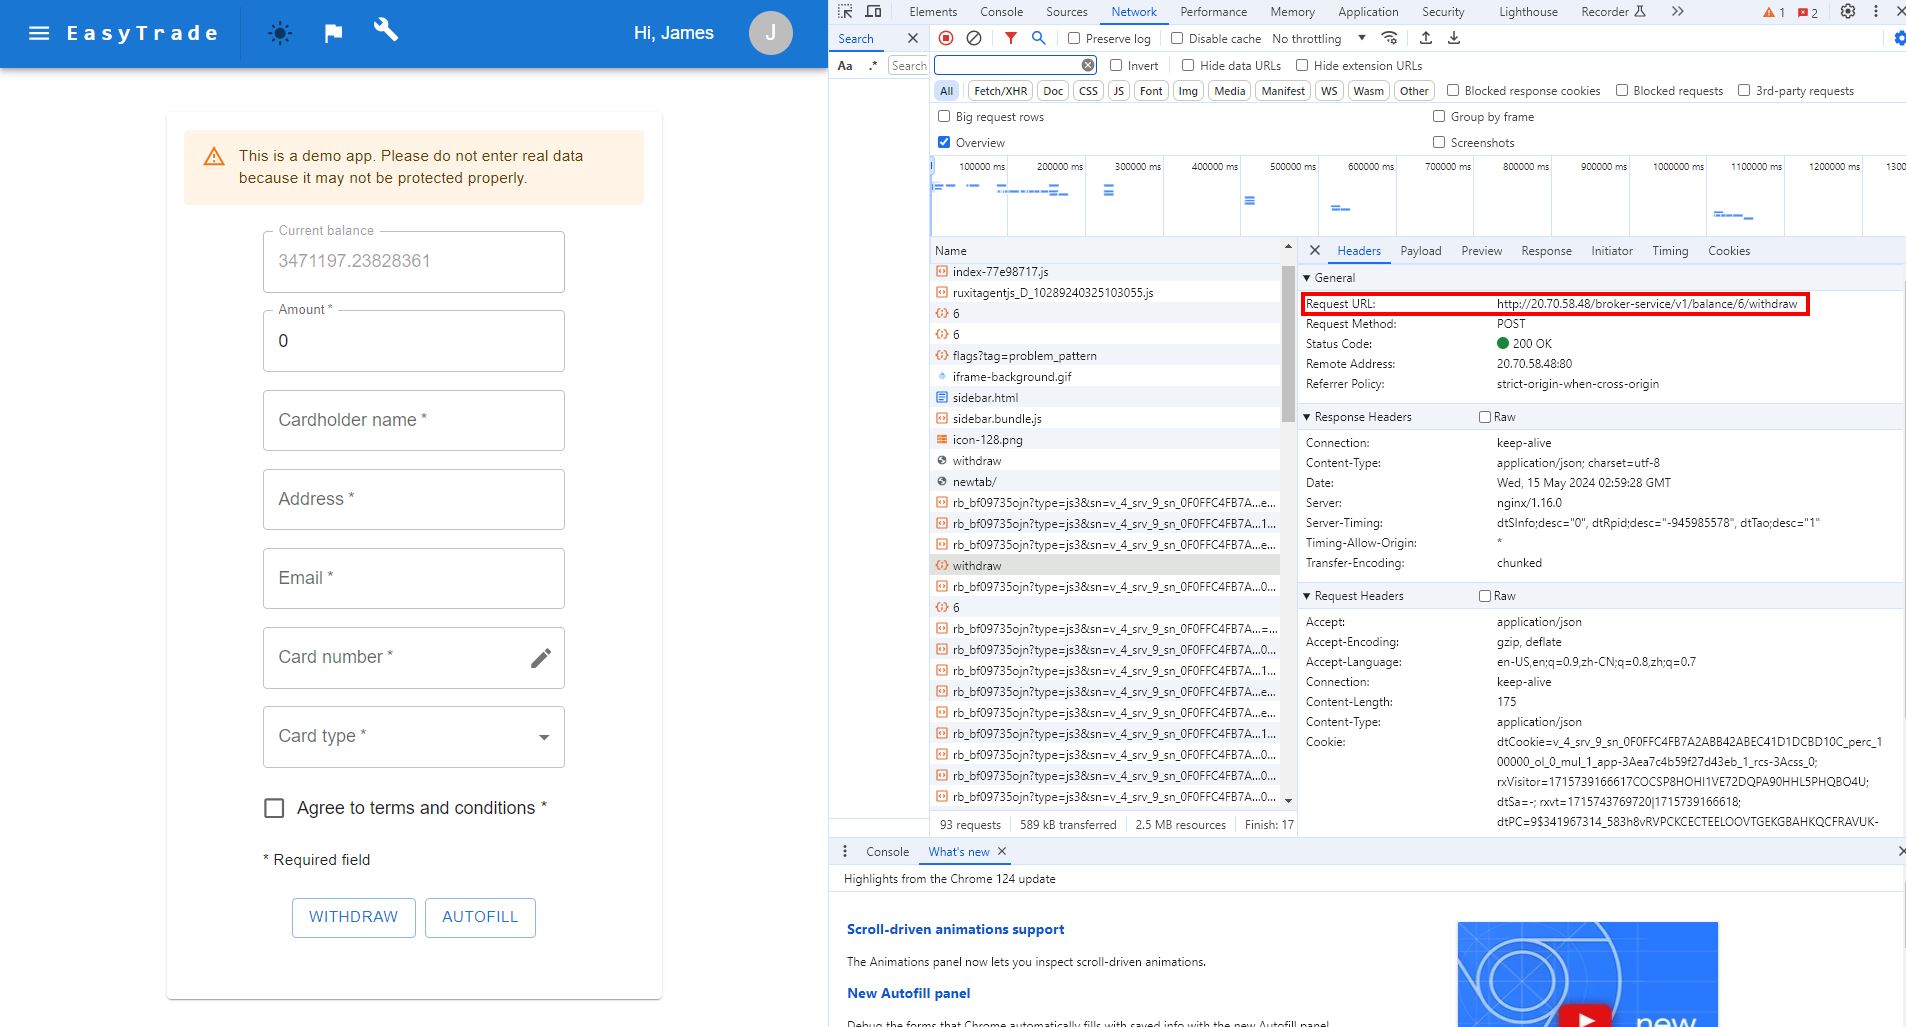 EasyTrade
Hi, James
J
This is a demo app. Please do not enter real data
because it may not be protected properly.
Current balance
3471197.23828361
Amount *
0
Cardholder name *
Address *
Email *
Card number *
Card type *
Agree to terms and conditions *
* Required field
WITHDRAW
AUTOFILL
Elements Console Sources Network Performance Memory Application Security Lighthouse Recorder 1 2
Search
Preserve log Disable cache No throttling
Aa .* Search
Invert Hide data URLs Hide extension URLs
All Fetch/XHR Doc CSS JS Font Img Media Manifest WS Wasm Other Blocked response cookies Blocked requests 3rd-party requests
Big request rows Group by frame
Overview Screenshots
100000 ms 200000 ms 300000 ms 400000 ms 500000 ms 600000 ms 700000 ms 800000 ms 900000 ms 1000000 ms 1100000 ms 1200000 ms 1300
Name
index-77e98717.js
ruxitagentjs_D_10289240325103055.js
6
6
flags?tag=problem_pattern
iframe-background.gif
sidebar.html
sidebar.bundle.js
icon-128.png
withdraw
newtab/
rb_bf09735ojn?type=js3&sn=v_4_srv_9_sn_0F0FFC4FB7A...e...
rb_bf09735ojn?type=js3&sn=v_4_srv_9_sn_0F0FFC4FB7A...1...
rb_bf09735ojn?type=js3&sn=v_4_srv_9_sn_0F0FFC4FB7A...e...
withdraw
rb_bf09735ojn?type=js3&sn=v_4_srv_9_sn_0F0FFC4FB7A...0...
6
rb_bf09735ojn?type=js3&sn=v_4_srv_9_sn_0F0FFC4FB7A...=...
rb_bf09735ojn?type=js3&sn=v_4_srv_9_sn_0F0FFC4FB7A...0...
rb_bf09735ojn?type=js3&sn=v_4_srv_9_sn_0F0FFC4FB7A...1...
rb_bf09735ojn?type=js3&sn=v_4_srv_9_sn_0F0FFC4FB7A...e...
rb_bf09735ojn?type=js3&sn=v_4_srv_9_sn_0F0FFC4FB7A...e...
rb_bf09735ojn?type=js3&sn=v_4_srv_9_sn_0F0FFC4FB7A...1...
rb_bf09735ojn?type=js3&sn=v_4_srv_9_sn_0F0FFC4FB7A...0...
rb_bf09735ojn?type=js3&sn=v_4_srv_9_sn_0F0FFC4FB7A...0...
rb_bf09735ojn?type=js3&sn=v_4_srv_9_sn_0F0FFC4FB7A...0...
93 requests 589 kB transferred 2.5 MB resources Finish: 17
Headers Payload Preview Response Initiator Timing Cookies
General
Request URL: http://20.70.58.48/broker-service/v1/balance/6/withdraw
Request Method: POST
Status Code: 200 OK
Remote Address: 20.70.58.48:80
Referrer Policy: strict-origin-when-cross-origin
Response Headers Raw
Connection: keep-alive
Content-Type: application/json; charset=utf-8
Date: Wed, 15 May 2024 02:59:28 GMT
Server: nginx/1.16.0
Server-Timing: dtSInfo;desc="0", dtRpid;desc="-945985578", dtTao;desc="1"
Timing-Allow-Origin: *
Transfer-Encoding: chunked
Request Headers Raw
Accept: application/json
Accept-Encoding: gzip, deflate
Accept-Language: en-US,en;q=0.9,zh-CN;q=0.8,zh;q=0.7
Connection: keep-alive
Content-Length: 175
Content-Type: application/json
Cookie: dtCookie=v_4_srv_9_sn_0F0FFC4FB7A2ABB42ABEC41D1DCBD10C_perc_1
00000_ol_0_mul_1_app-3Aea7c4b59f27d43eb_1_rcs-3Acss_0;
rxVisitor=1715739166617COCSP8HOHI1VE72DQPA90HHL5PHQBO4U;
dtSa=-; rxvt=1715743769720|1715739166618;
dtPC=9$341967314_583h8vRVPCKCECTEELOOVTGEKGBAHKQCFRAVUK-
Console What's new
Highlights from the Chrome 124 update
Scroll-driven animations support
The Animations panel now lets you inspect scroll-driven animations.
New Autofill panel
Debug the forms that Chrome automatically fills with saved info with the new Autofill panel
new